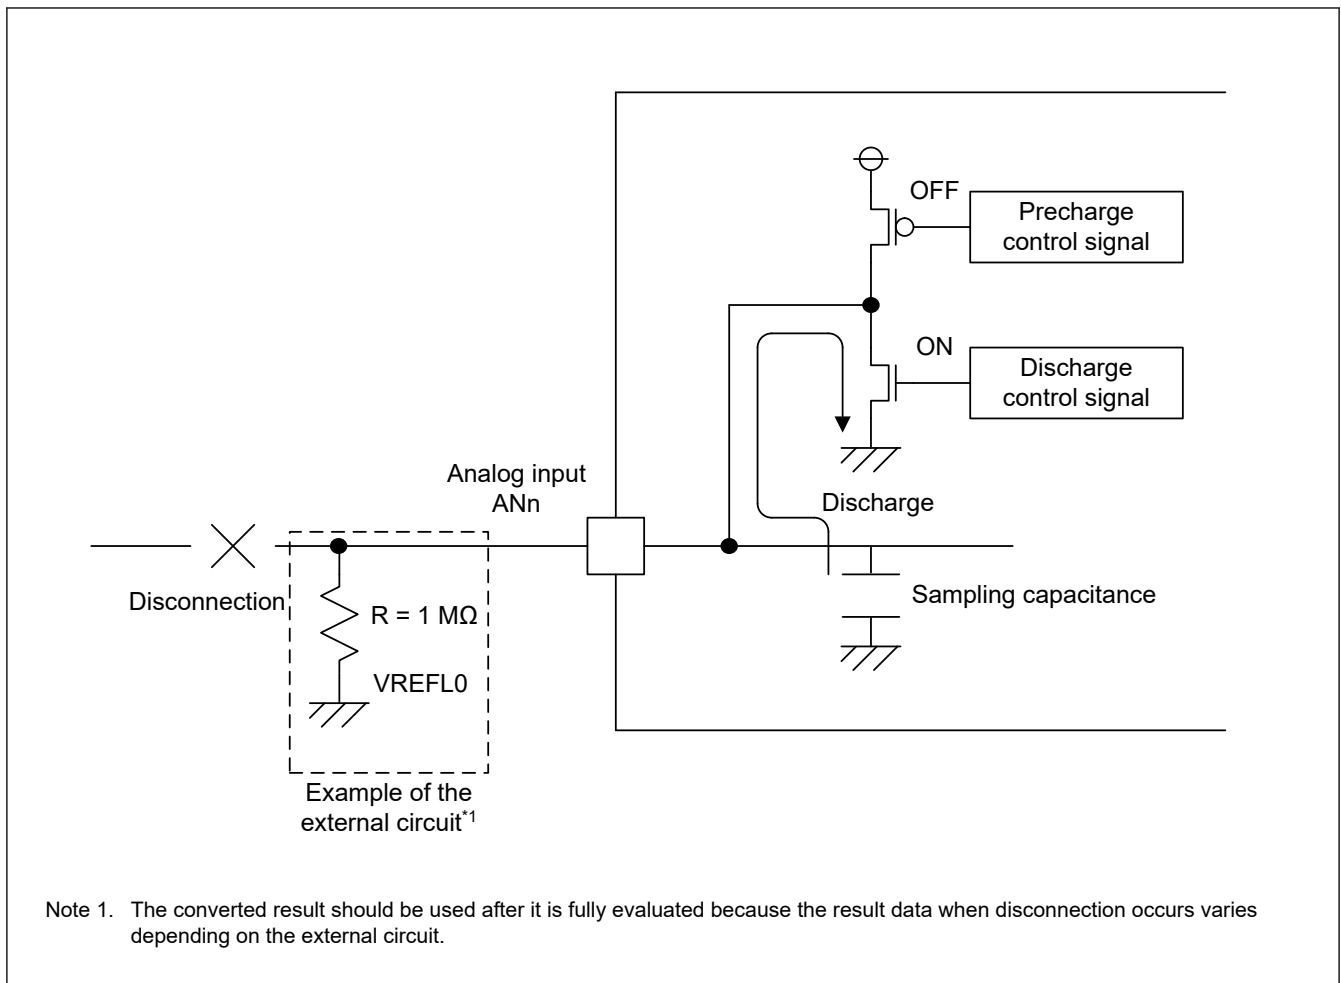 OFF
Precharge
control signal
ON
Discharge
control signal
Analog input
ANn
Discharge
Disconnection
Sampling capacitance
R = 1 MΩ
VREFL0
Example of the
external circuit*1
Note 1. The converted result should be used after it is fully evaluated because the result data when disconnection occurs varies
depending on the external circuit.